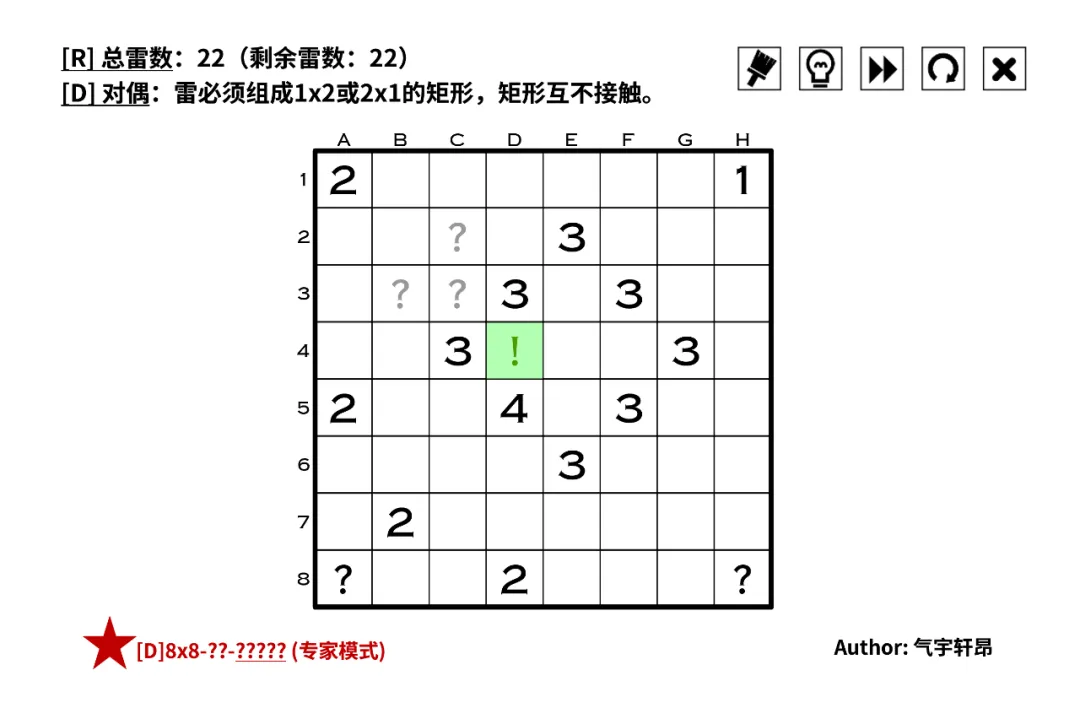 [R] 总雷数：22（剩余雷数：22）
[D] 对偶：雷必须组成1x2或2x1的矩形，矩形互不接触。
A B C D E F G H
1 2 1
2 ? 3
3 ? ? 3 3
4 3 ! 3
5 2 4 3
6 3
7 2
8 ? 2 ?
[D]8x8-??-????? (专家模式)
Author: 气宇轩昂